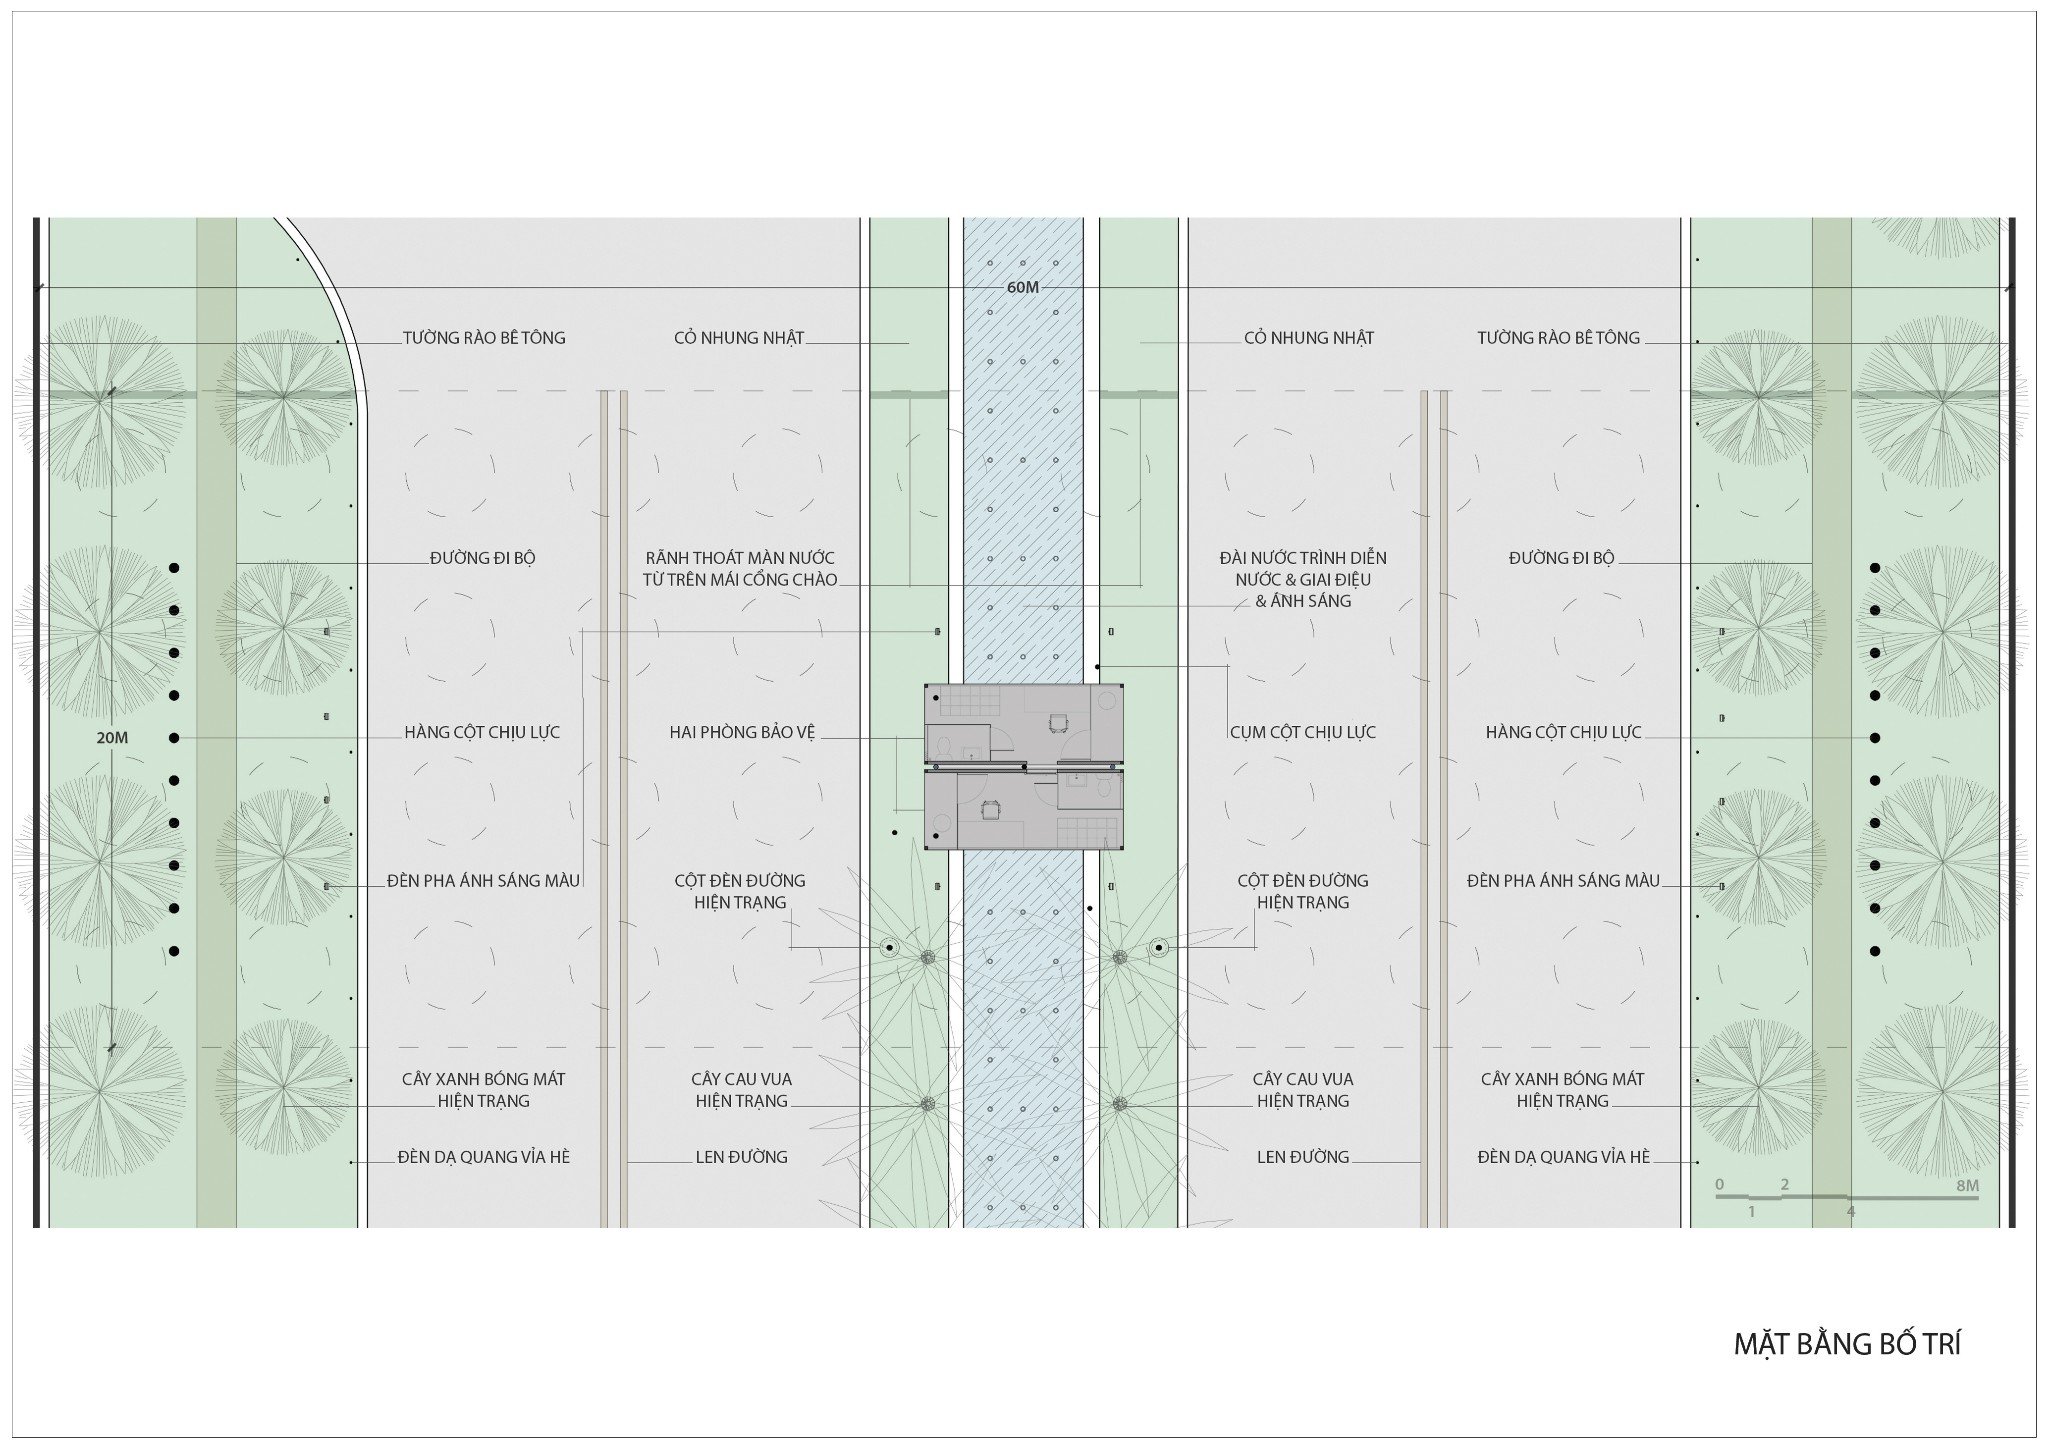 60M
TƯỜNG RÀO BÊ TÔNG
CỎ NHUNG NHẬT
CỎ NHUNG NHẬT
TƯỜNG RÀO BÊ TÔNG
ĐƯỜNG ĐI BỘ
RÃNH THOÁT MÀN NƯỚC
TỪ TRÊN MÁI CỔNG CHÀO
ĐÀI NƯỚC TRÌNH DIỄN
NƯỚC & GIAI ĐIỆU
& ÁNH SÁNG
ĐƯỜNG ĐI BỘ
20M
HÀNG CỘT CHỊU LỰC
HAI PHÒNG BẢO VỆ
CỤM CỘT CHỊU LỰC
HÀNG CỘT CHỊU LỰC
ĐÈN PHA ÁNH SÁNG MÀU
CỘT ĐÈN ĐƯỜNG
HIỆN TRẠNG
CỘT ĐÈN ĐƯỜNG
HIỆN TRẠNG
ĐÈN PHA ÁNH SÁNG MÀU
CÂY XANH BÓNG MÁT
HIỆN TRẠNG
CÂY CAU VUA
HIỆN TRẠNG
CÂY CAU VUA
HIỆN TRẠNG
CÂY XANH BÓNG MÁT
HIỆN TRẠNG
ĐÈN DẠ QUANG VỈA HÈ
LEN ĐƯỜNG
LEN ĐƯỜNG
ĐÈN DẠ QUANG VỈA HÈ
0 2 8M
1 4
MẶT BẰNG BỐ TRÍ